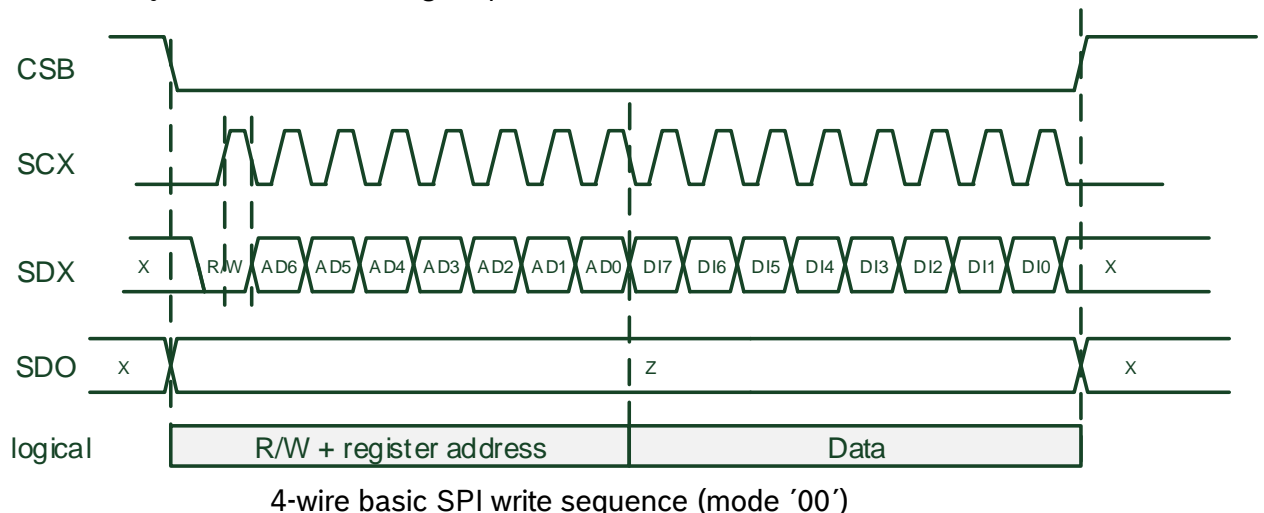 CSB
SCX
SDX X R/W AD6 AD5 AD4 AD3 AD2 AD1 AD0 DI7 DI6 DI5 DI4 DI3 DI2 DI1 DI0 X
SDO X Z X
logical R/W + register address Data
4-wire basic SPI write sequence (mode ´00´)